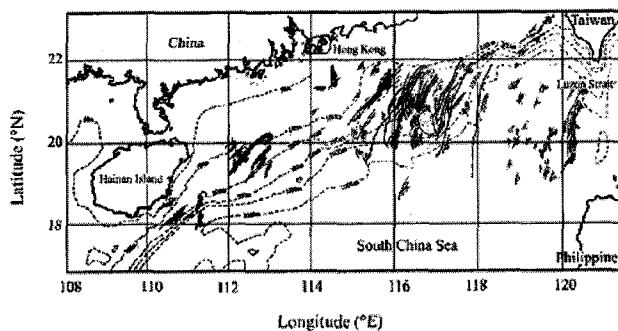 Taiwan
China
Hong Kong
22
Luzon Strait
Latitude (°N)
20
Hainan Island
18
South China Sea
Philippine
108
110
112
114
116
118
120
Longitude (°E)